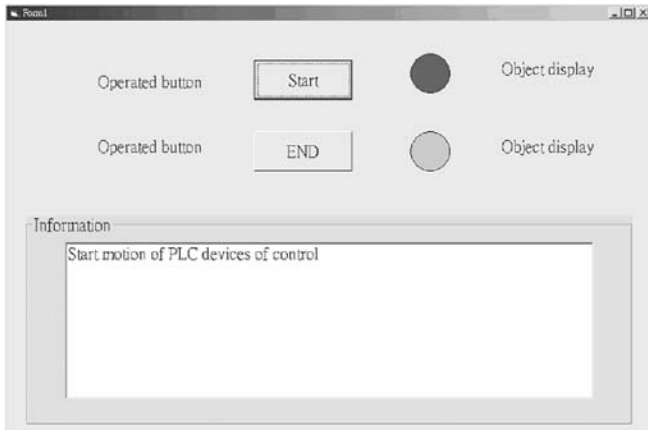 Form1
Operated button Start Object display
Operated button END Object display
Information
Start motion of PLC devices of control